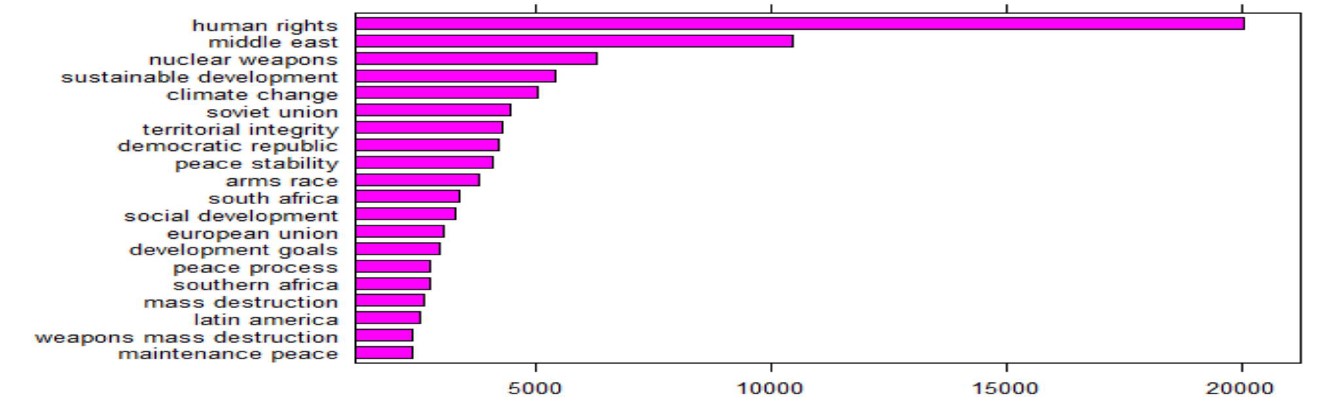 human rights
middle east
nuclear weapons
sustainable development
climate change
soviet union
territorial integrity
democratic republic
peace stability
arms race
south africa
social development
european union
development goals
peace process
southern africa
mass destruction
latin america
weapons mass destruction
maintenance peace
5000 10000 15000 20000